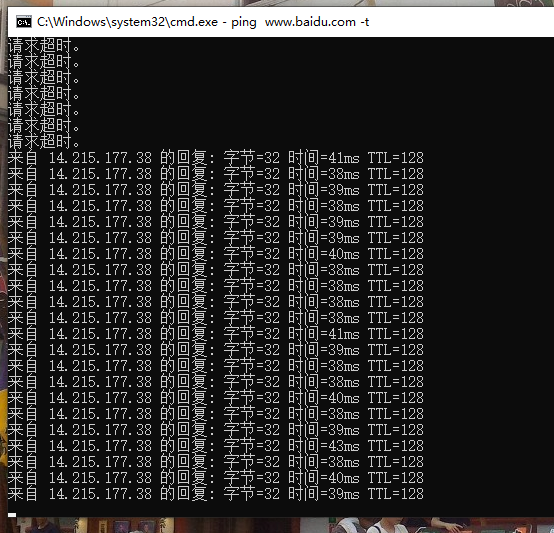 C:\Windows\system32\cmd.exe - ping  www.baidu.com -t
请求超时。
请求超时。
请求超时。
请求超时。
请求超时。
请求超时。
请求超时。
来自 14.215.177.38 的回复: 字节=32 时间=41ms TTL=128
来自 14.215.177.38 的回复: 字节=32 时间=38ms TTL=128
来自 14.215.177.38 的回复: 字节=32 时间=39ms TTL=128
来自 14.215.177.38 的回复: 字节=32 时间=38ms TTL=128
来自 14.215.177.38 的回复: 字节=32 时间=39ms TTL=128
来自 14.215.177.38 的回复: 字节=32 时间=39ms TTL=128
来自 14.215.177.38 的回复: 字节=32 时间=40ms TTL=128
来自 14.215.177.38 的回复: 字节=32 时间=38ms TTL=128
来自 14.215.177.38 的回复: 字节=32 时间=38ms TTL=128
来自 14.215.177.38 的回复: 字节=32 时间=38ms TTL=128
来自 14.215.177.38 的回复: 字节=32 时间=38ms TTL=128
来自 14.215.177.38 的回复: 字节=32 时间=41ms TTL=128
来自 14.215.177.38 的回复: 字节=32 时间=39ms TTL=128
来自 14.215.177.38 的回复: 字节=32 时间=38ms TTL=128
来自 14.215.177.38 的回复: 字节=32 时间=38ms TTL=128
来自 14.215.177.38 的回复: 字节=32 时间=40ms TTL=128
来自 14.215.177.38 的回复: 字节=32 时间=38ms TTL=128
来自 14.215.177.38 的回复: 字节=32 时间=39ms TTL=128
来自 14.215.177.38 的回复: 字节=32 时间=43ms TTL=128
来自 14.215.177.38 的回复: 字节=32 时间=38ms TTL=128
来自 14.215.177.38 的回复: 字节=32 时间=40ms TTL=128
来自 14.215.177.38 的回复: 字节=32 时间=39ms TTL=128